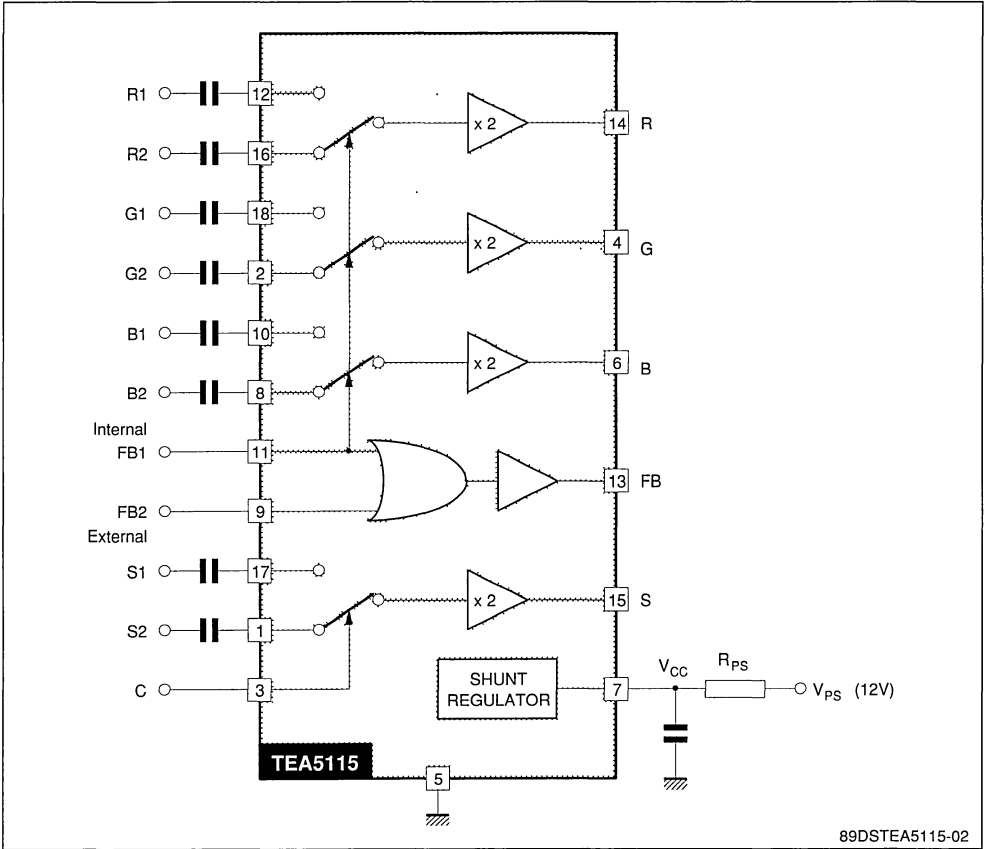 R1
12
R2
16
x 2
14
R
G1
18
G2
2
x 2
4
G
B1
10
B2
8
x 2
6
B
Internal
FB1
11
FB2
9
External
13
FB
S1
17
S2
1
x 2
15
S
C
3
SHUNT
REGULATOR
7
VCC
RPS
VPS (12V)
TEA5115
5
89DSTEA5115-02